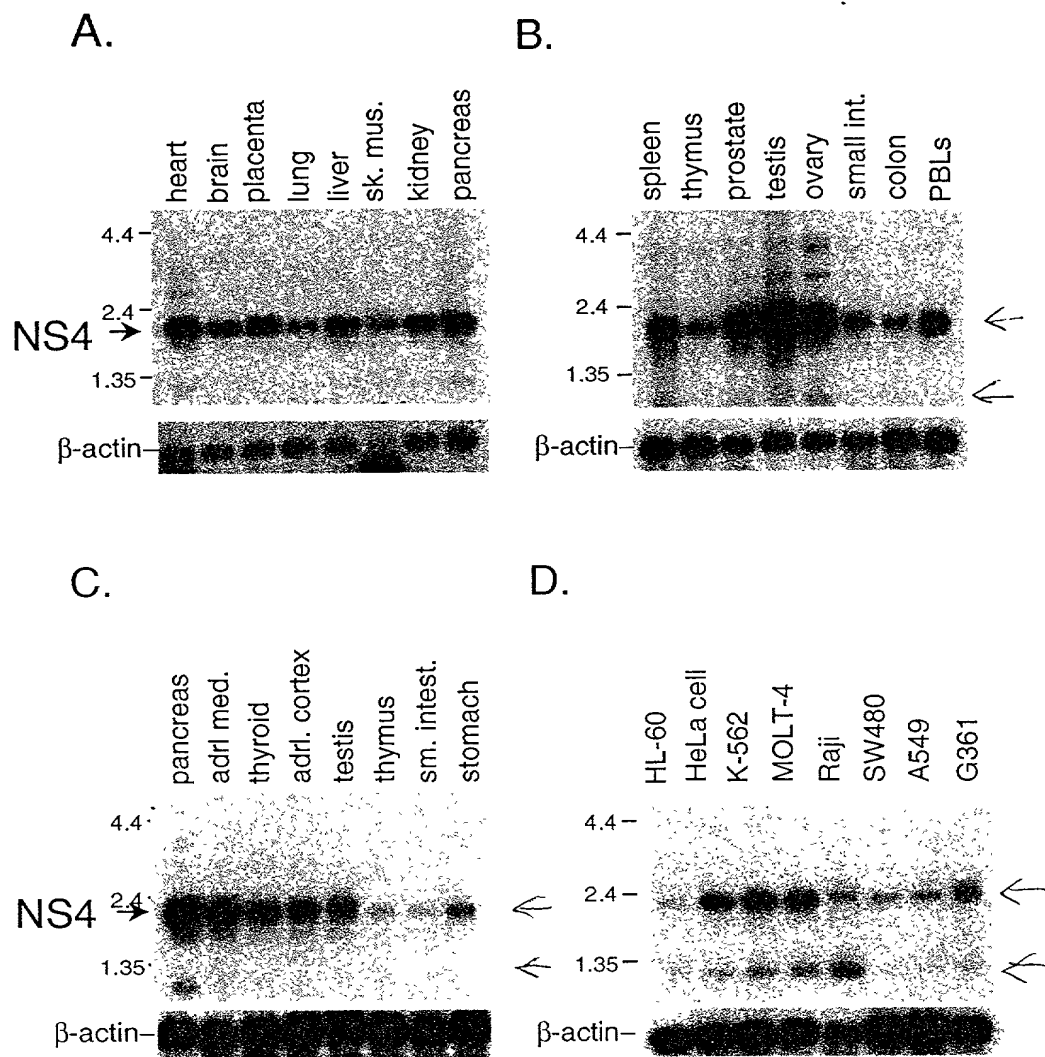 A.
heart
brain
placenta
lung
liver
sk. mus.
kidney
pancreas
4.4
2.4
NS4
1.35
β-actin
B.
spleen
thymus
prostate
testis
ovary
small int.
colon
PBLs
4.4
2.4
1.35
β-actin
C.
pancreas
adrl med.
thyroid
adrl. cortex
testis
thymus
sm. intest.
stomach
4.4
2.4
NS4
1.35
β-actin
D.
HL-60
HeLa cell
K-562
MOLT-4
Raji
SW480
A549
G361
4.4
2.4
1.35
β-actin